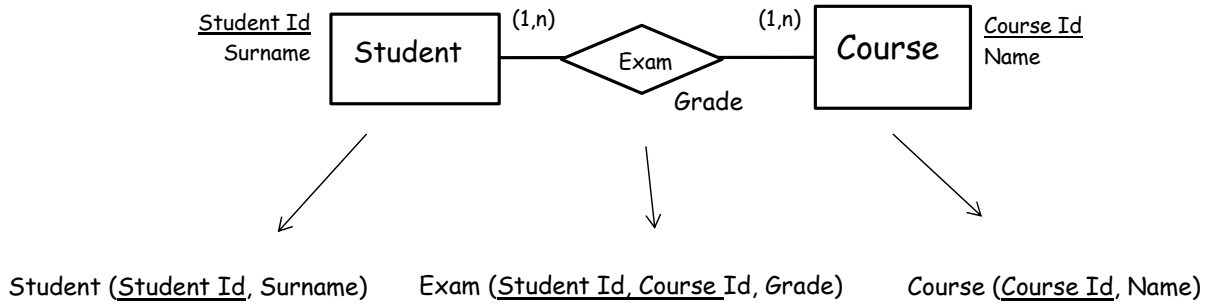 Student Id
Surname
Student
(1,n)
Exam
Grade
(1,n)
Course
Course Id
Name
Student (Student Id, Surname)
Exam (Student Id, Course Id, Grade)
Course (Course Id, Name)